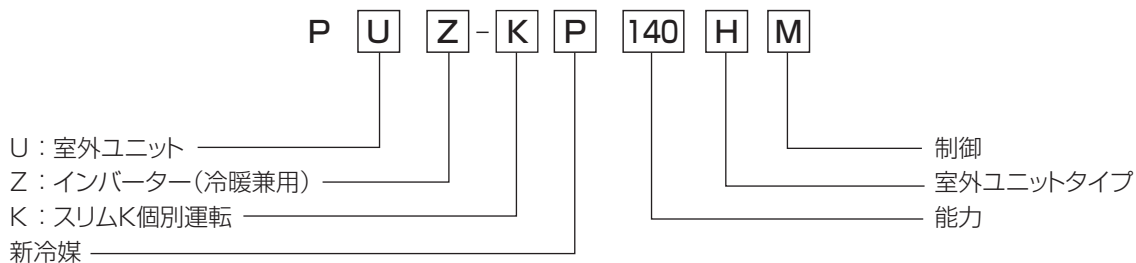 P U Z-K P 140 H M
U：室外ユニット
Z：インバーター（冷暖兼用）
K：スリムK個別運転
新冷媒
制御
室外ユニットタイプ
能力